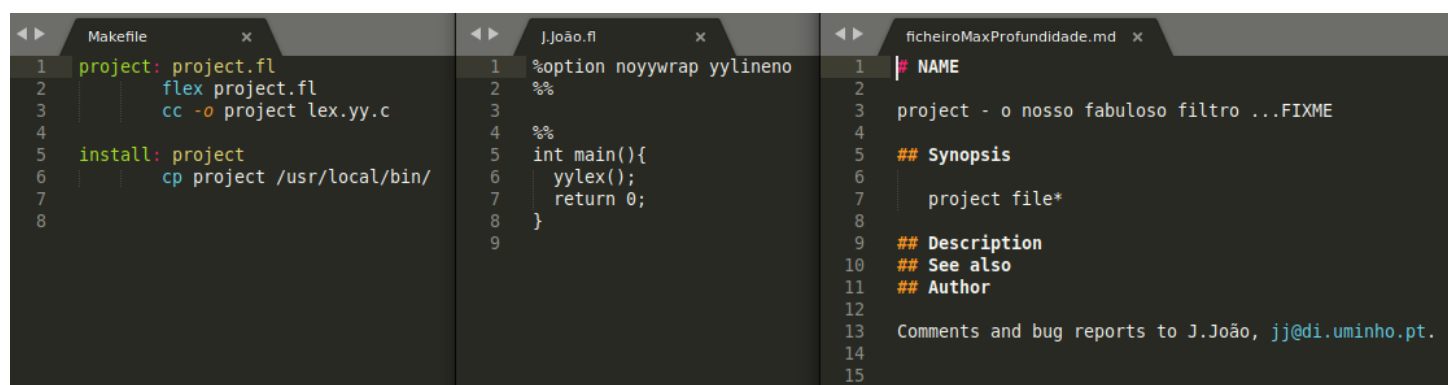 Makefile
1 project: project.fl
2 flex project.fl
3 cc -o project lex.yy.c
4
5 install: project
6 cp project /usr/local/bin/
7
8
J.João.fl
1 %option noyywrap yylineno
2 %%
3
4 %%
5 int main(){
6 yylex();
7 return 0;
8 }
9
ficheiroMaxProfundidade.md
1 # NAME
2
3 project - o nosso fabuloso filtro ...FIXME
4
5 ## Synopsis
6
7 project file*
8
9 ## Description
10 ## See also
11 ## Author
12
13 Comments and bug reports to J.João, jj@di.uminho.pt.
14
15